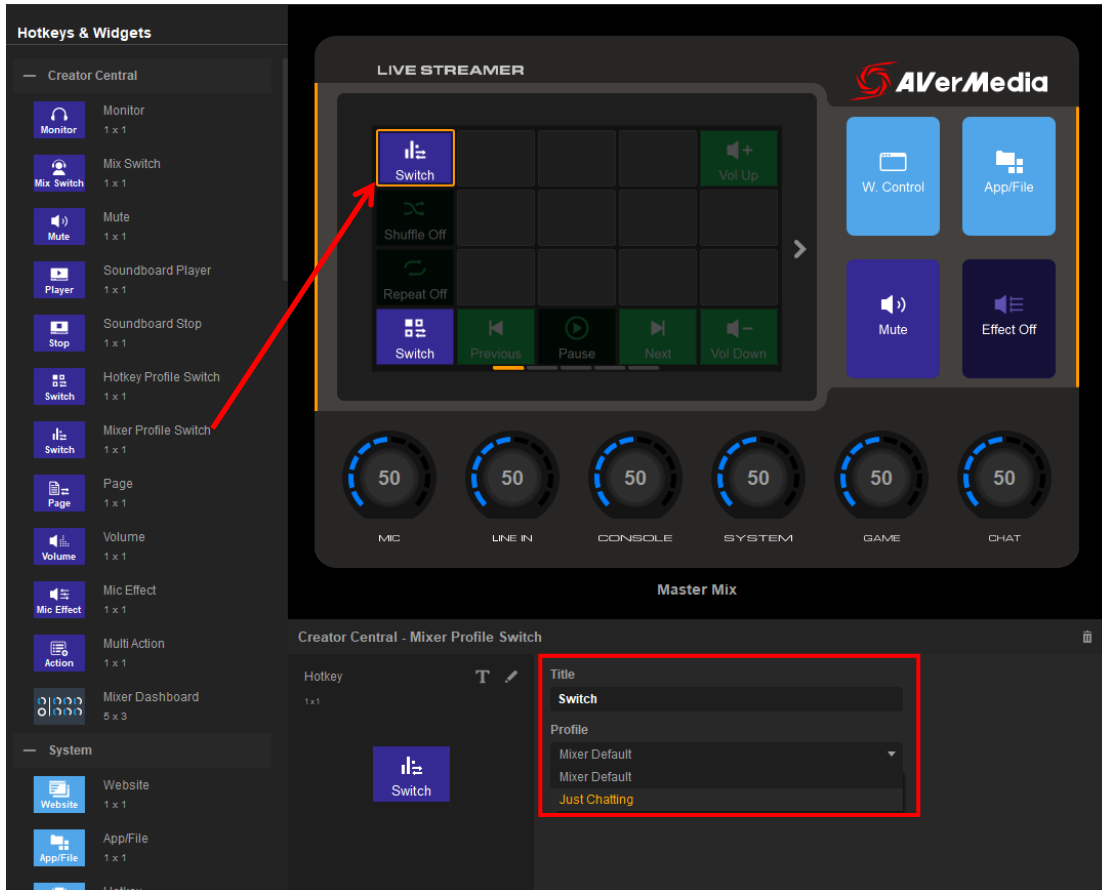 Hotkeys & Widgets
— Creator Central
Monitor
Monitor
1 x 1
Mix Switch
Mix Switch
1 x 1
Mute
Mute
1 x 1
Player
Soundboard Player
1 x 1
Stop
Soundboard Stop
1 x 1
Switch
Hotkey Profile Switch
1 x 1
Switch
Mixer Profile Switch
1 x 1
Page
Page
1 x 1
Volume
Volume
1 x 1
Mic Effect
Mic Effect
1 x 1
Action
Multi Action
1 x 1
Mixer Dashboard
5 x 3
— System
Website
Website
1 x 1
App/File
App/File
1 x 1
LIVE STREAMER
AVerMedia
Switch
Vol Up
Shuffle Off
Repeat Off
Switch
Previous
Pause
Next
Vol Down
W. Control
App/File
Mute
Effect Off
50
50
50
50
50
50
MIC
LINE IN
CONSOLE
SYSTEM
GAME
CHAT
Master Mix
Creator Central - Mixer Profile Switch
Hotkey
T
1x1
Switch
Title
Switch
Profile
Mixer Default
Mixer Default
Just Chatting